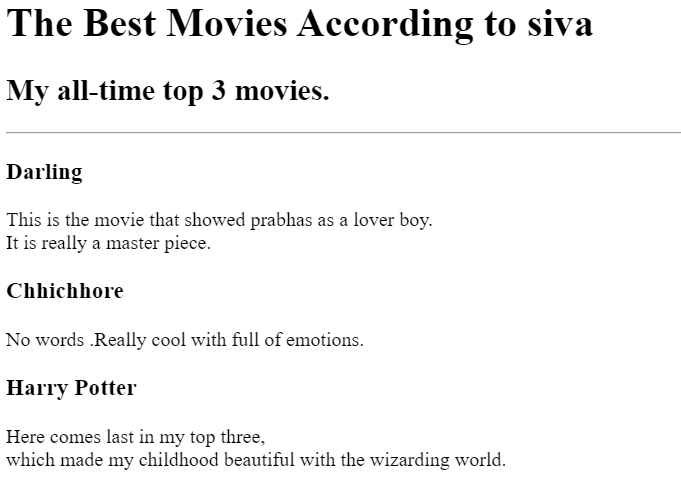 The Best Movies According to siva
My all-time top 3 movies.
Darling
This is the movie that showed prabhas as a lover boy.
It is really a master piece.
Chhichhore
No words .Really cool with full of emotions.
Harry Potter
Here comes last in my top three,
which made my childhood beautiful with the wizarding world.